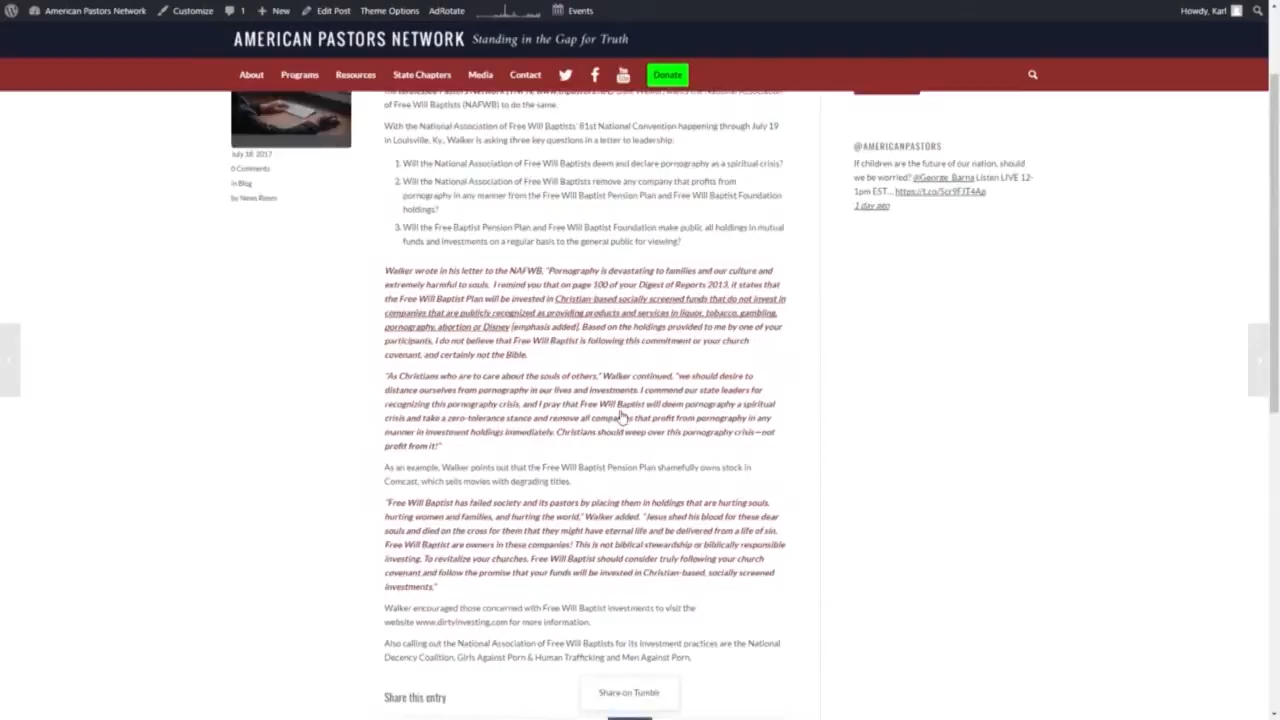 American Pastors Network Customize 1 New Edit Post Theme Options AdRotate Events Howdy, Karl
AMERICAN PASTORS NETWORK Standing in the Gap for Truth
About Programs Resources State Chapters Media Contact Donate
of Free Will Baptists (NAFWB) to do the same.
With the National Association of Free Will Baptists' 81st National Convention happening through July 19
in Louisville, Ky., Walker is asking three key questions in a letter to leadership:
1. Will the National Association of Free Will Baptists deem and declare pornography as a spiritual crisis?
2. Will the National Association of Free Will Baptists remove any company that profits from
pornography in any manner from the Free Will Baptist Pension Plan and Free Will Baptist Foundation
holdings?
3. Will the Free Baptist Pension Plan and Free Will Baptist Foundation make public all holdings in mutual
funds and investments on a regular basis to the general public for viewing?
Walker wrote in his letter to the NAFWB, "Pornography is devastating to families and our culture and
extremely harmful to souls. I remind you that on page 100 of your Digest of Reports 2013, it states that
the Free Will Baptist Plan will be invested in Christian-based socially screened funds that do not invest in
companies that are publicly recognized as providing products and services in liquor, tobacco, gambling,
pornography, abortion or Disney [emphasis added]. Based on the holdings provided to me by one of your
participants, I do not believe that Free Will Baptist is following this commitment or your church
covenant, and certainly not the Bible.
"As Christians who are to care about the souls of others," Walker continued, "we should desire to
distance ourselves from pornography in our lives and investments. I commend our state leaders for
recognizing this pornography crisis, and I pray that Free Will Baptist will deem pornography a spiritual
crisis and take a zero-tolerance stance and remove all companies that profit from pornography in any
manner in investment holdings immediately. Christians should weep over this pornography crisis—not
profit from it!"
As an example, Walker points out that the Free Will Baptist Pension Plan shamefully owns stock in
Comcast, which sells movies with degrading titles.
"Free Will Baptist has failed society and its pastors by placing them in holdings that are hurting souls,
hurting women and families, and hurting the world," Walker added. "Jesus shed his blood for these dear
souls and died on the cross for them that they might have eternal life and be delivered from a life of sin.
Free Will Baptist are owners in these companies! This is not biblical stewardship or biblically responsible
investing. To revitalize your churches, Free Will Baptist should consider truly following your church
covenant and follow the promise that your funds will be invested in Christian-based, socially screened
investments."
Walker encouraged those concerned with Free Will Baptist investments to visit the
website www.dirtyinvesting.com for more information.
Also calling out the National Association of Free Will Baptists for its investment practices are the National
Decency Coalition, Girls Against Porn & Human Trafficking and Men Against Porn.
Share this entry
Share on Tumblr
July 18, 2017
0 Comments
in Blog
by News Room
@AMERICANPASTORS
If children are the future of our nation, should
we be worried? @George_Barna Listen LIVE 12-
1pm EST... https://t.co/5cr9FJT4Ap
1 day ago